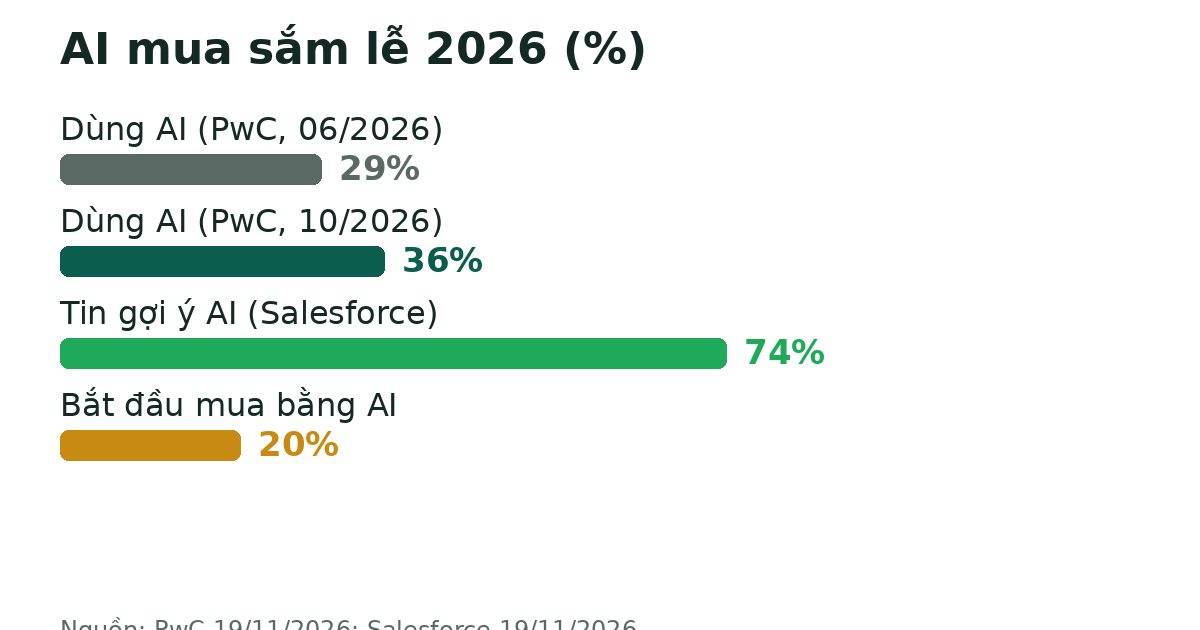 AI mua sắm lễ 2026 (%)
Dùng AI (PwC, 06/2026)
29%
Dùng AI (PwC, 10/2026)
36%
Tin gợi ý AI (Salesforce)
74%
Bắt đầu mua bằng AI
20%
Nguồn: PwC 19/11/2026; Salesforce 19/11/2026